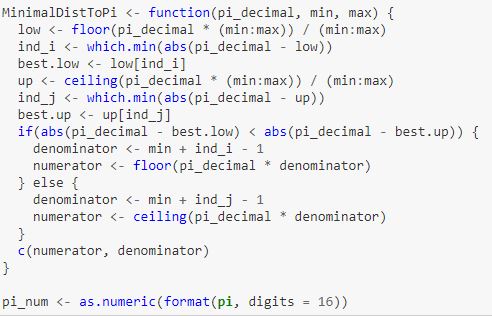 MinimalDistToPi <- function(pi_decimal, min, max) {
  low <- floor(pi_decimal * (min:max)) / (min:max)
  ind_i <- which.min(abs(pi_decimal - low))
  best.low <- low[ind_i]
  up <- ceiling(pi_decimal * (min:max)) / (min:max)
  ind_j <- which.min(abs(pi_decimal - up))
  best.up <- up[ind_j]
  if(abs(pi_decimal - best.low) < abs(pi_decimal - best.up)) {
    denominator <- min + ind_i - 1
    numerator <- floor(pi_decimal * denominator)
  } else {
    denominator <- min + ind_j - 1
    numerator <- ceiling(pi_decimal * denominator)
  }
  c(numerator, denominator)
}

pi_num <- as.numeric(format(pi, digits = 16))